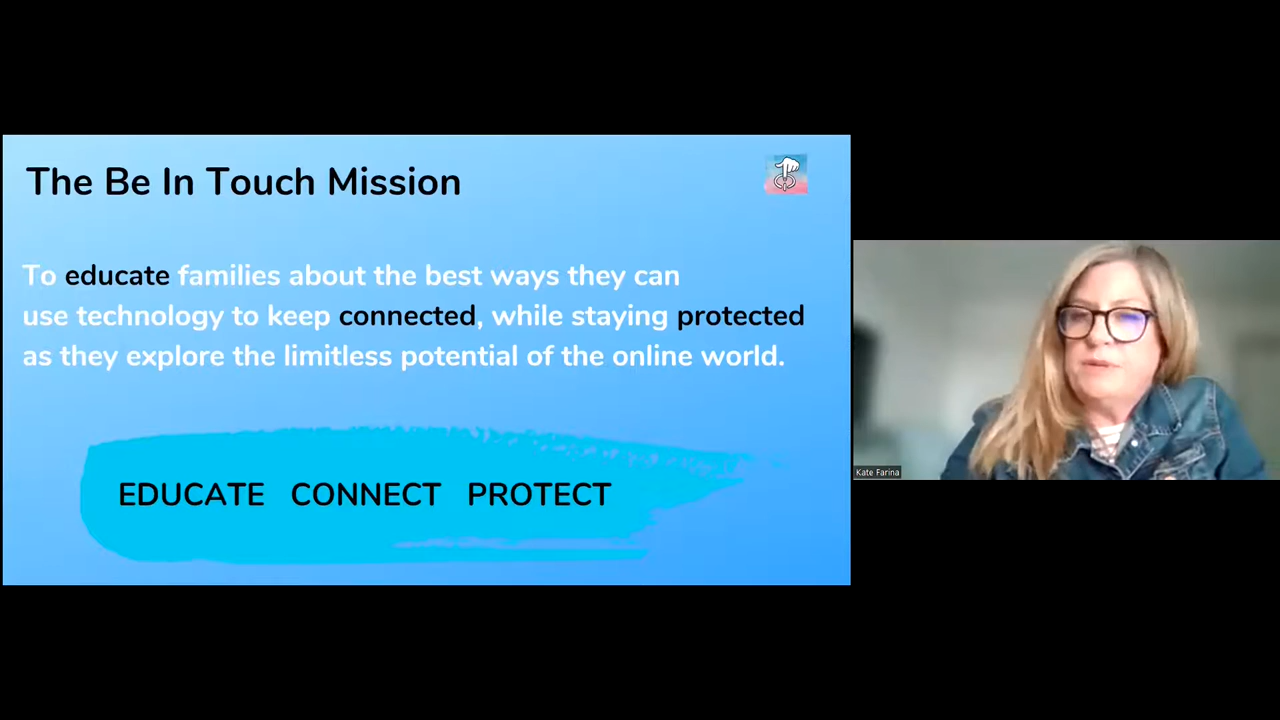 The Be In Touch Mission
To educate families about the best ways they can
use technology to keep connected, while staying protected
as they explore the limitless potential of the online world.
EDUCATE CONNECT PROTECT
Kate Farina